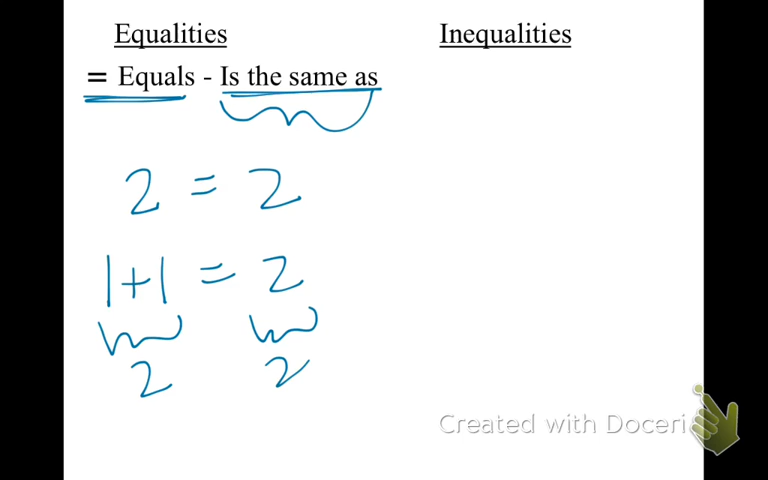 Equalities
Inequalities
= Equals - Is the same as
2 = 2
1+1 = 2
2 2
Created with Doceri